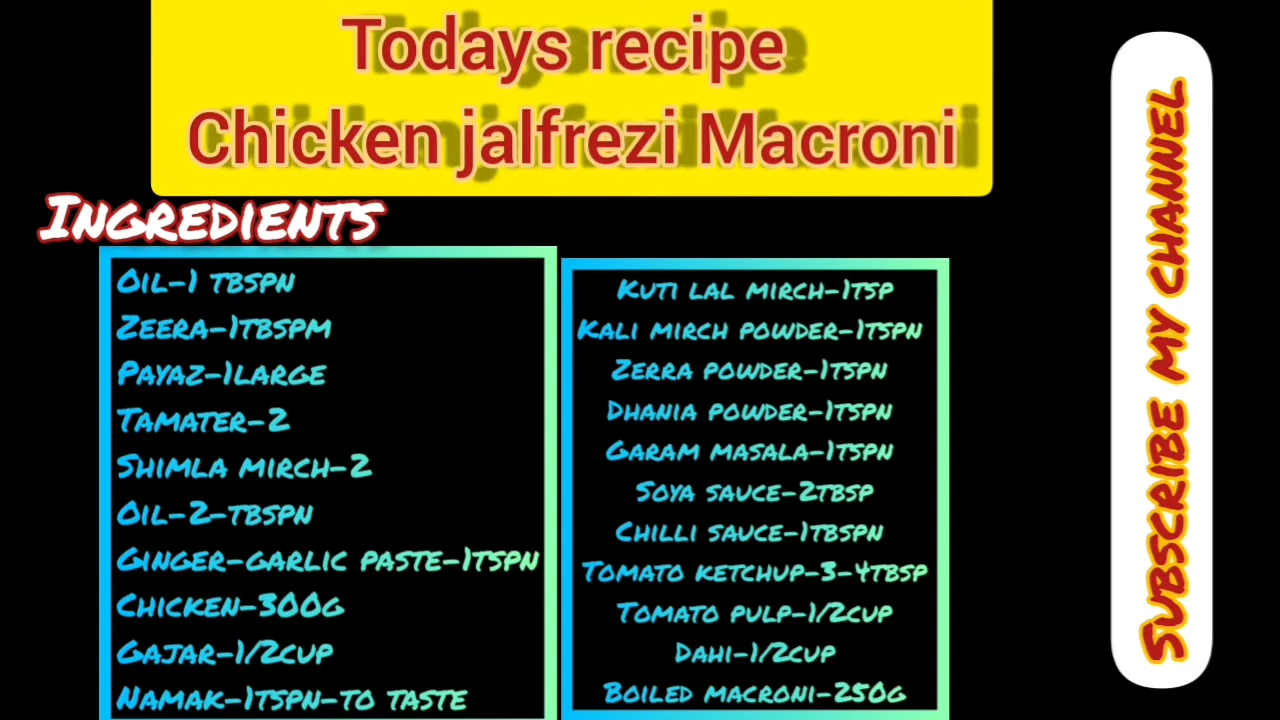 Todays recipe
Chicken jalfrezi Macroni
Ingredients
Oil-1 tbspn
Zeera-1tbspm
Payaz-1large
Tamater-2
Shimla mirch-2
Oil-2-tbspn
Ginger-garlic paste-1tspn
Chicken-300g
Gajar-1/2cup
Namak-1tspn-to taste
Kuti lal mirch-1tsp
Kali mirch powder-1tspn
Zerra powder-1tspn
Dhania powder-1tspn
Garam masala-1tspn
Soya sauce-2tbsp
Chilli sauce-1tbspn
Tomato ketchup-3-4tbsp
Tomato pulp-1/2cup
Dahi-1/2cup
Boiled macroni-250g
Subscribe my channel